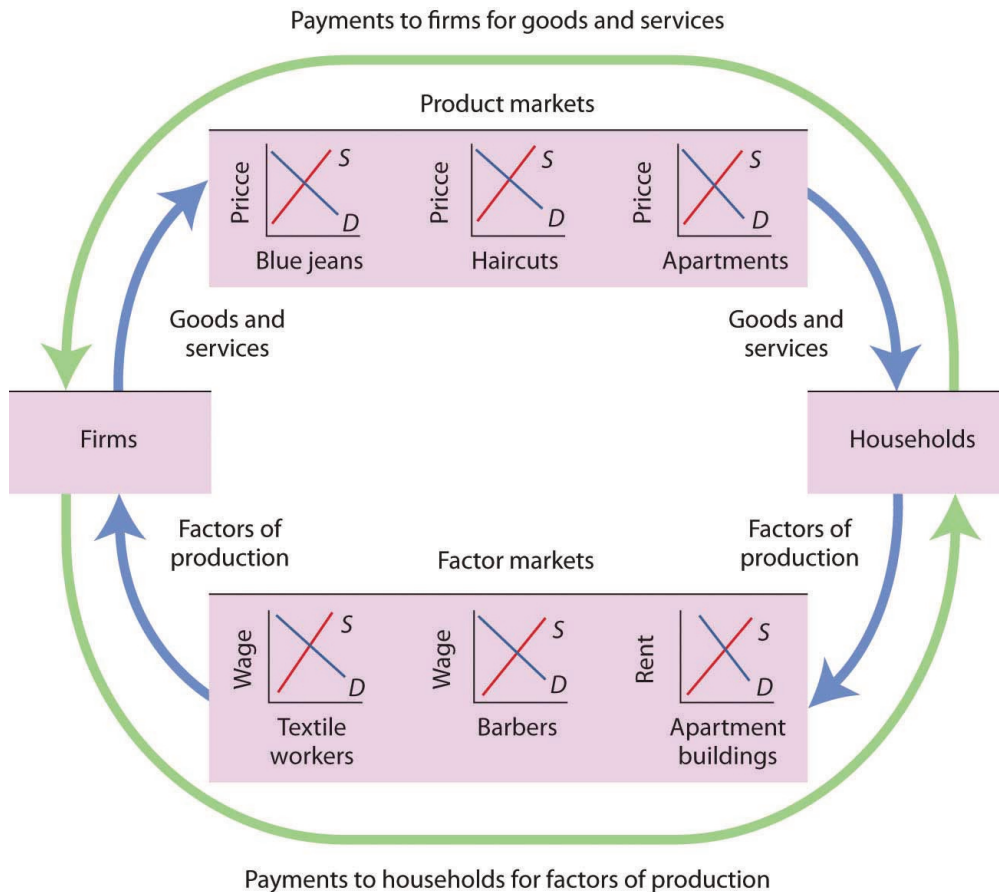 Payments to firms for goods and services
Product markets
Pricce
S
D
Blue jeans
Pricce
S
D
Haircuts
Pricce
S
D
Apartments
Goods and
services
Goods and
services
Firms
Households
Factors of
production
Factors of
production
Factor markets
Wage
S
D
Textile
workers
Wage
S
D
Barbers
Rent
S
D
Apartment
buildings
Payments to households for factors of production